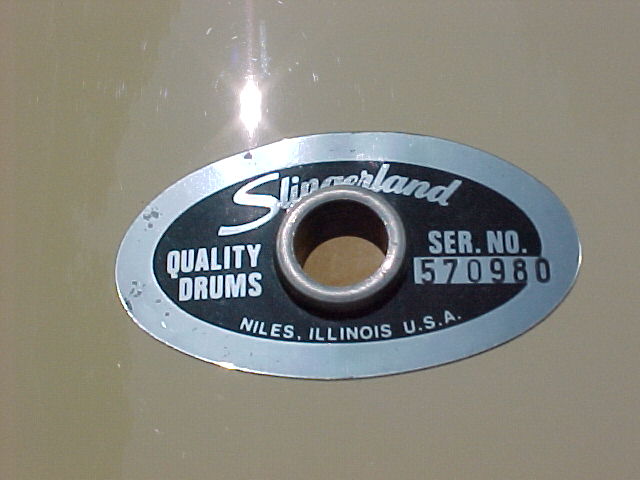 Slingerland
QUALITY
DRUMS
SER. NO.
570980
NILES, ILLINOIS U.S.A.